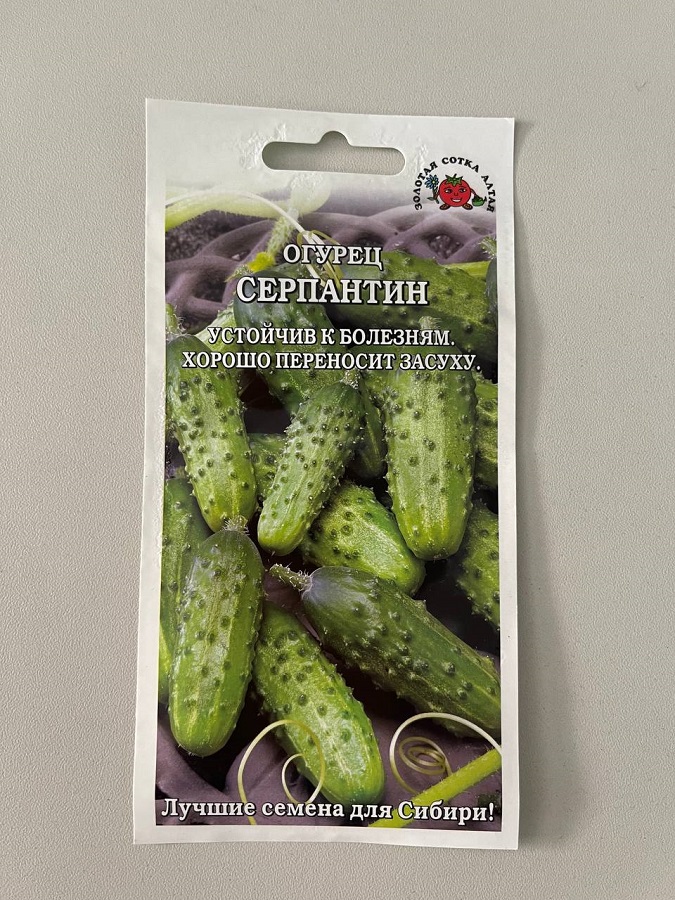 ЗОЛОТАЯ СОТКА АЛТАЯ
ОГУРЕЦ
СЕРПАНТИН
УСТОЙЧИВ К БОЛЕЗНЯМ.
ХОРОШО ПЕРЕНОСИТ ЗАСУХУ.
Лучшие семена для Сибири!